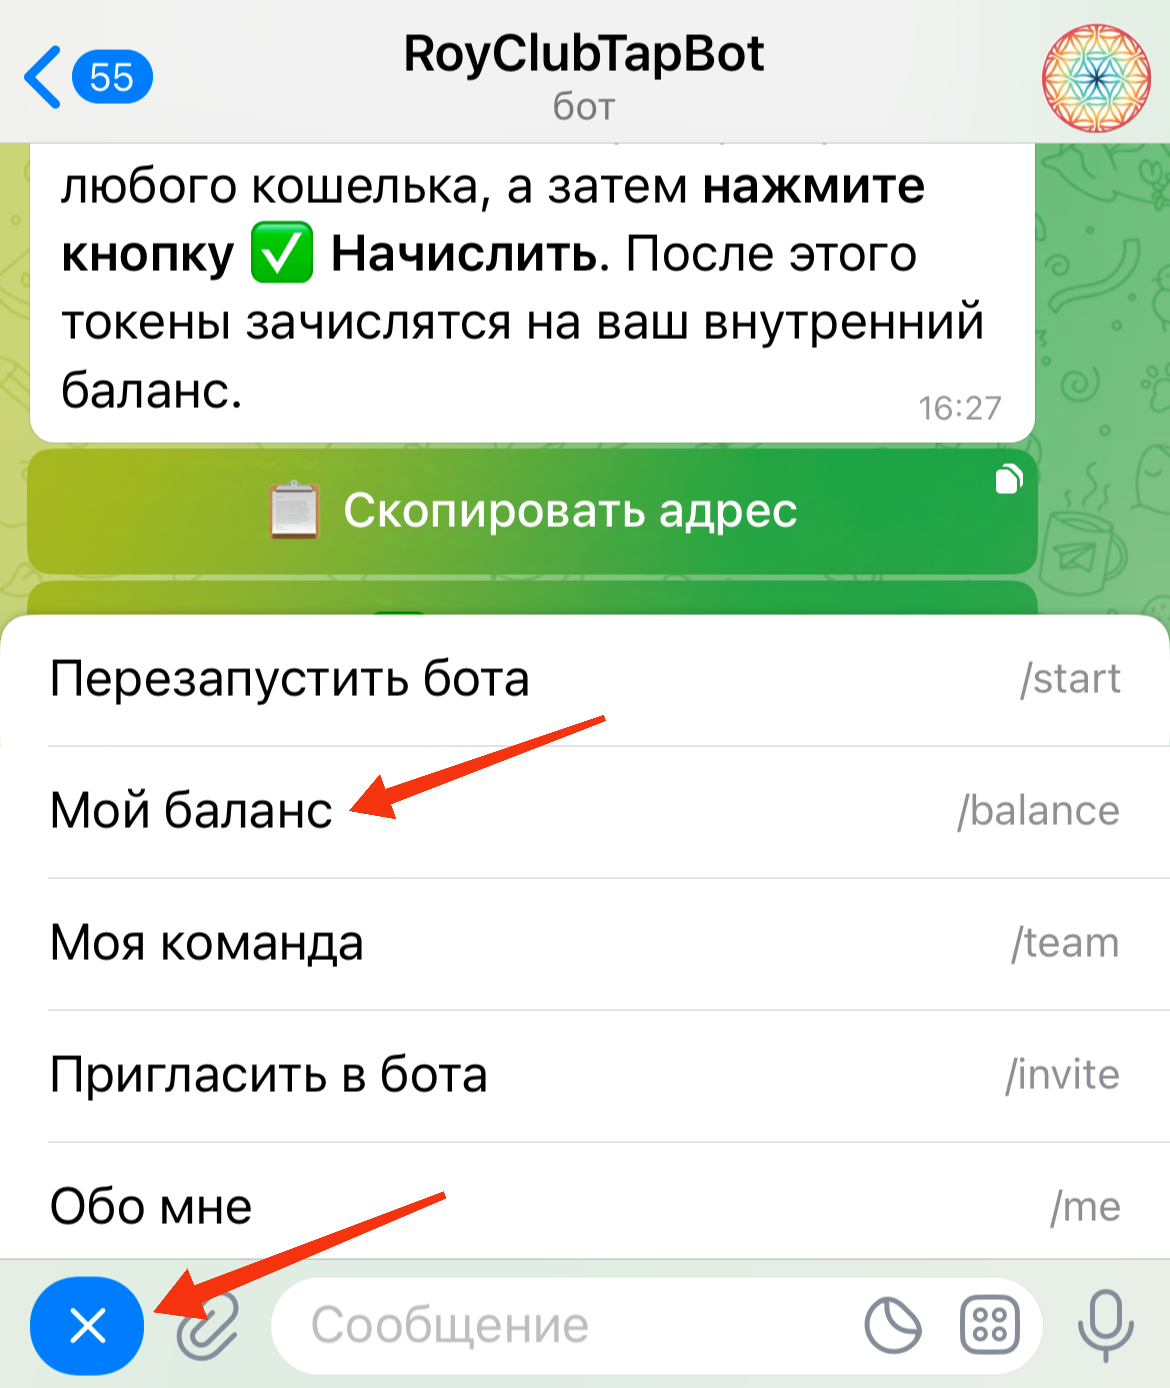 55
RoyClubTapBot
бот
любого кошелька, а затем нажмите
кнопку ✅ Начислить. После этого
токены зачислятся на ваш внутренний
баланс.
16:27
Скопировать адрес
Перезапустить бота /start
Мой баланс /balance
Моя команда /team
Пригласить в бота /invite
Обо мне /me
Сообщение